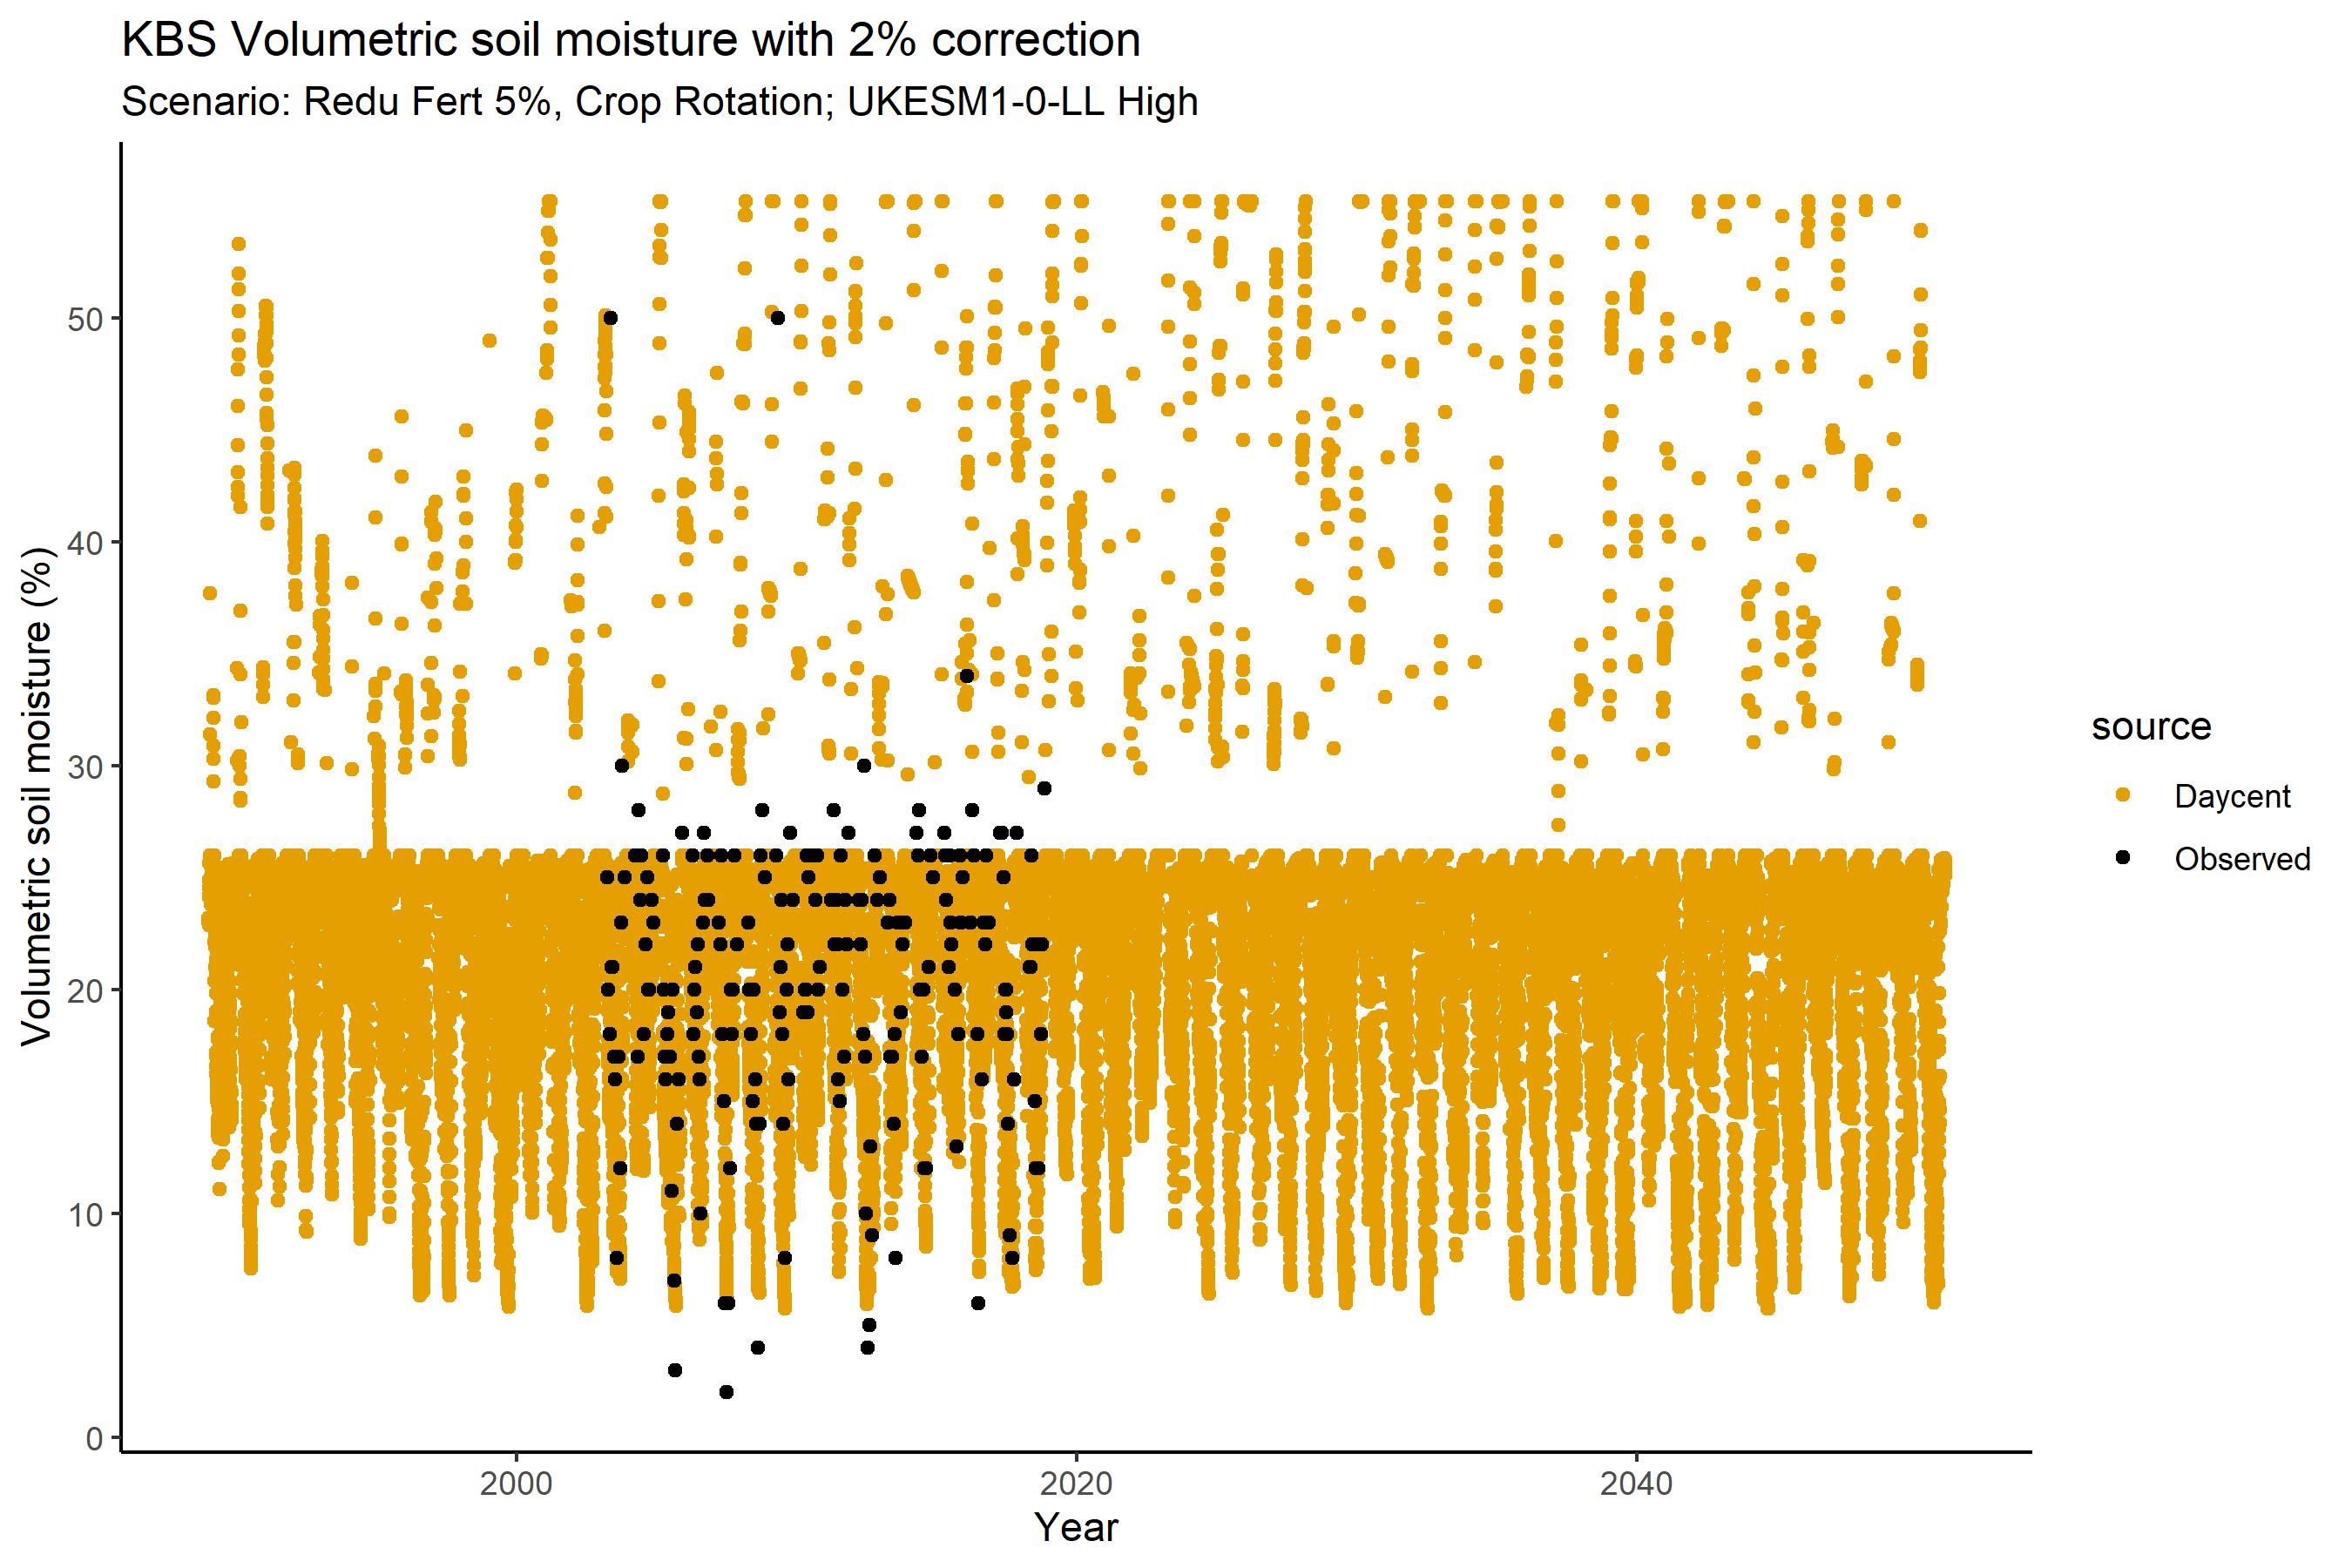 KBS Volumetric soil moisture with 2% correction
Scenario: Redu Fert 5%, Crop Rotation; UKESM1-0-LL High
Volumetric soil moisture (%)
50
40
30
20
10
0
2000
2020
2040
Year
source
Daycent
Observed